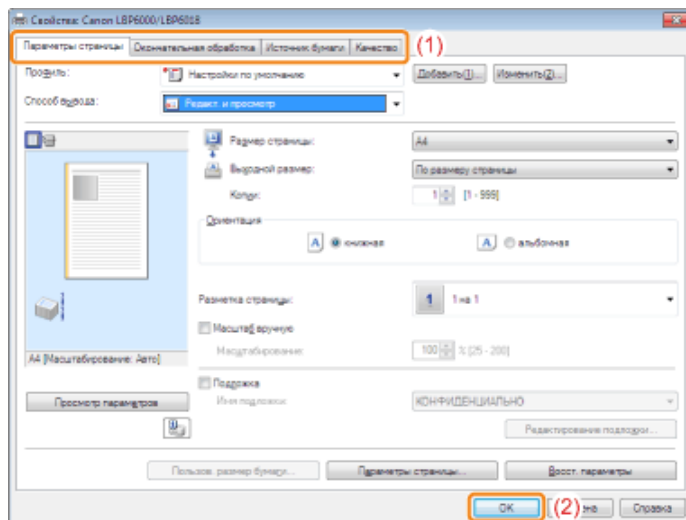 Свойства: Canon LBP6000/LBP6018
Параметры страницы Окончательная обработка Источник бумаги Качество (1)
Профиль: Настройки по умолчанию Добавить(1)... Изменить(2)...
Способ вывода: Редакт. и просмотр
Размер страницы: A4
Выходной размер: По размеру страницы
Копии: 1 [1 - 999]
Ориентация
A книжная A альбомная
Разметка страницы: 1 1 на 1
Масштаб вручную
Масштабирование: 100 % [25 - 200]
A4 [Масштабирование: Авто]
Подложка
Просмотр параметров Имя подложки: КОНФИДЕНЦИАЛЬНО
Редактирование подложки...
Пользов. размер бумаги... Параметры страницы... Восст. параметры
OK (2) на Справка